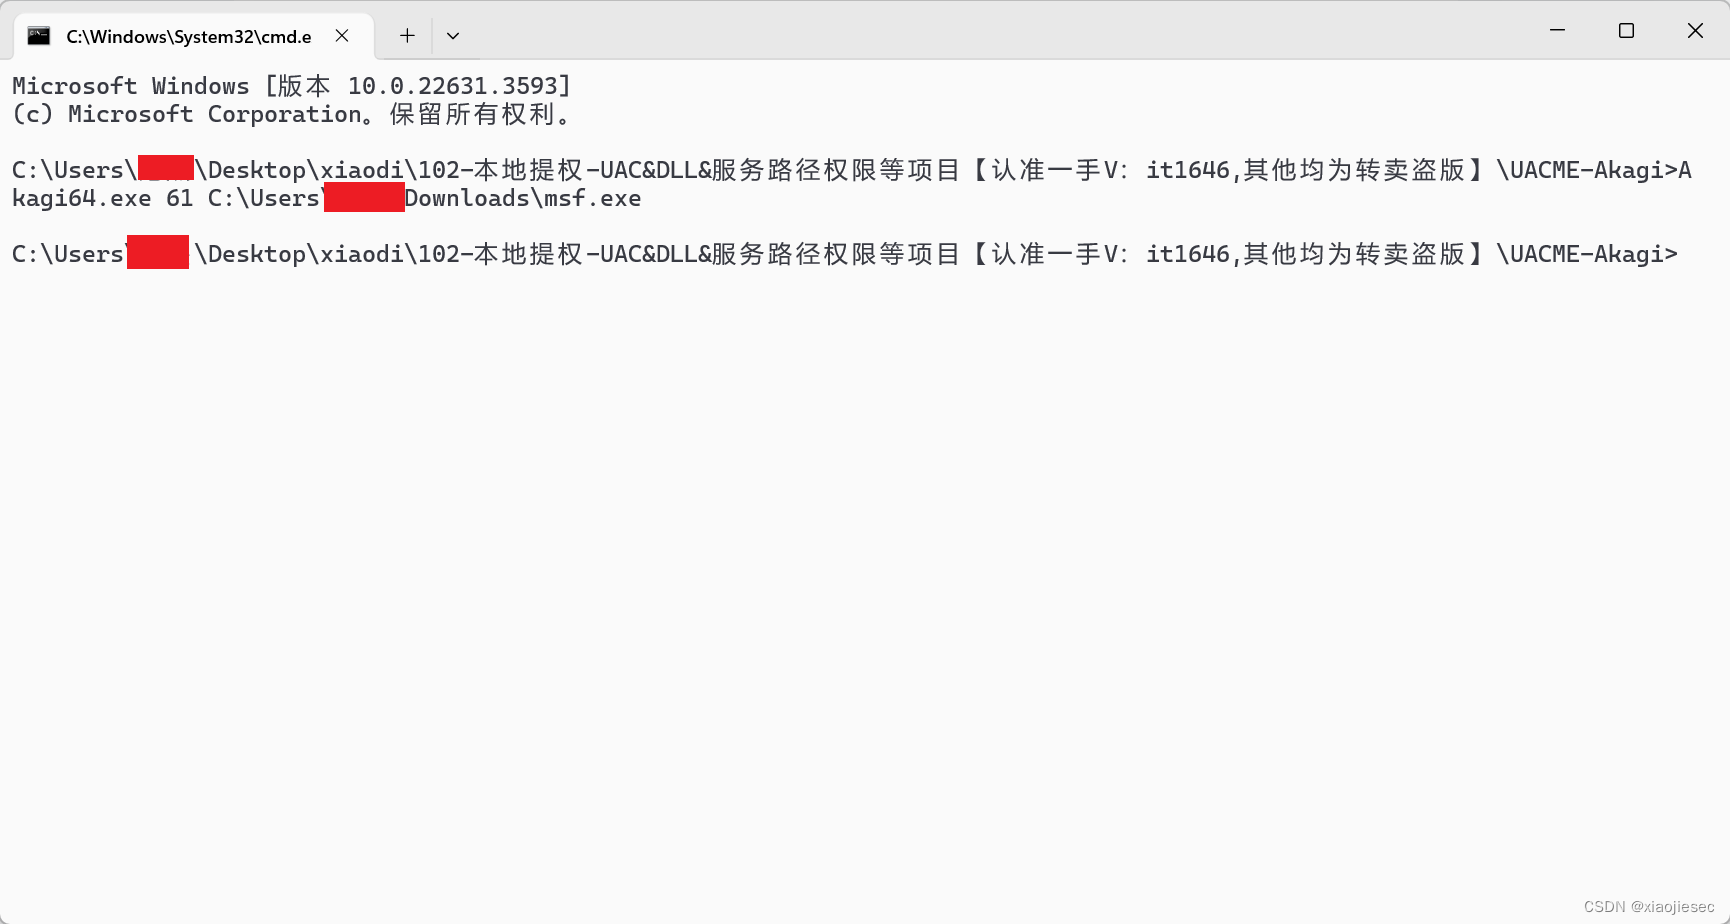 C:\Windows\System32\cmd.e
Microsoft Windows [版本 10.0.22631.3593]
(c) Microsoft Corporation。保留所有权利。
C:\Users\ \Desktop\xiaodi\102-本地提权-UAC&DLL&服务路径权限等项目【认准一手V：it1646,其他均为转卖盗版】\UACME-Akagi>A
kagi64.exe 61 C:\Users\ Downloads\msf.exe
C:\Users\ \Desktop\xiaodi\102-本地提权-UAC&DLL&服务路径权限等项目【认准一手V：it1646,其他均为转卖盗版】\UACME-Akagi>
CSDN @xiaojiesec